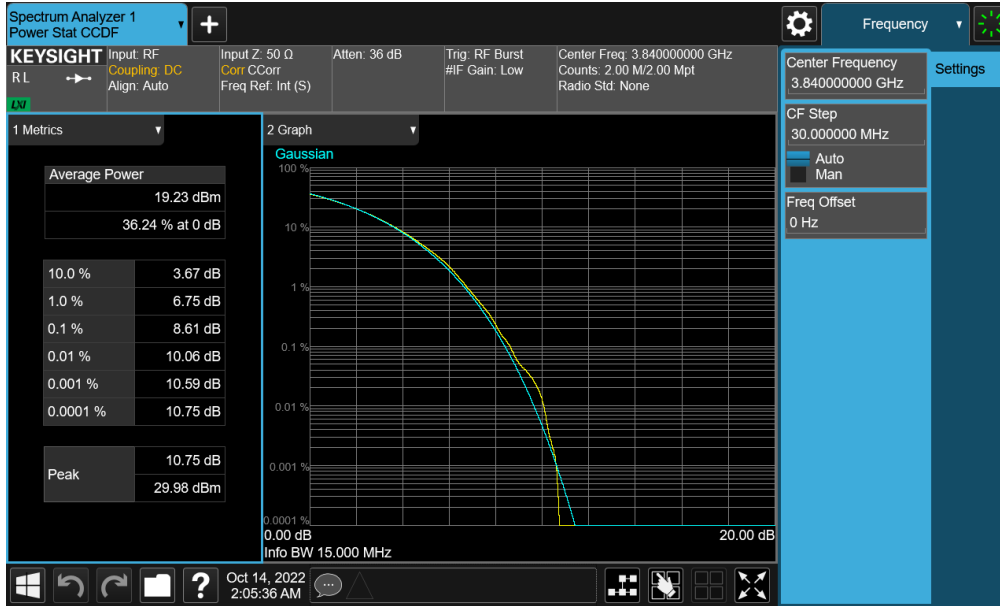 Spectrum Analyzer 1
Power Stat CCDF
Frequency
KEYSIGHT
R L
LXI
Input: RF
Coupling: DC
Align: Auto
Input Z: 50 Ω
Corr CCorr
Freq Ref: Int (S)
Atten: 36 dB
Trig: RF Burst
#IF Gain: Low
Center Freq: 3.840000000 GHz
Counts: 2.00 M/2.00 Mpt
Radio Std: None
Center Frequency
3.840000000 GHz
Settings
CF Step
30.000000 MHz
Auto
Man
Freq Offset
0 Hz
1 Metrics
Average Power
19.23 dBm
36.24 % at 0 dB
10.0 % 3.67 dB
1.0 % 6.75 dB
0.1 % 8.61 dB
0.01 % 10.06 dB
0.001 % 10.59 dB
0.0001 % 10.75 dB
Peak
10.75 dB
29.98 dBm
2 Graph
Gaussian
100 %
10 %
1 %
0.1 %
0.01 %
0.001 %
0.0001 %
0.00 dB 20.00 dB
Info BW 15.000 MHz
?
Oct 14, 2022
2:05:36 AM